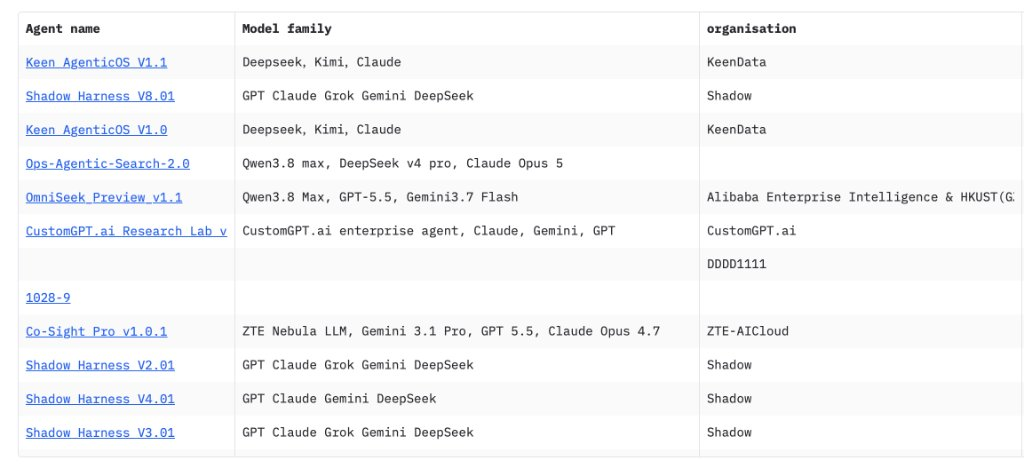 Agent name Model family organisation
Keen AgenticOS V1.1 Deepseek, Kimi, Claude KeenData
Shadow Harness V8.01 GPT Claude Grok Gemini DeepSeek Shadow
Keen AgenticOS V1.0 Deepseek, Kimi, Claude KeenData
Ops-Agentic-Search-2.0 Qwen3.8 max, DeepSeek v4 pro, Claude Opus 5
OmniSeek_Preview_v1.1 Qwen3.8 Max, GPT-5.5, Gemini3.7 Flash Alibaba Enterprise Intelligence & HKUST(G
CustomGPT.ai Research Lab v CustomGPT.ai enterprise agent, Claude, Gemini, GPT CustomGPT.ai
DDDD1111
1028-9
Co-Sight Pro v1.0.1 ZTE Nebula LLM, Gemini 3.1 Pro, GPT 5.5, Claude Opus 4.7 ZTE-AICloud
Shadow Harness V2.01 GPT Claude Grok Gemini DeepSeek Shadow
Shadow Harness V4.01 GPT Claude Gemini DeepSeek Shadow
Shadow Harness V3.01 GPT Claude Grok Gemini DeepSeek Shadow